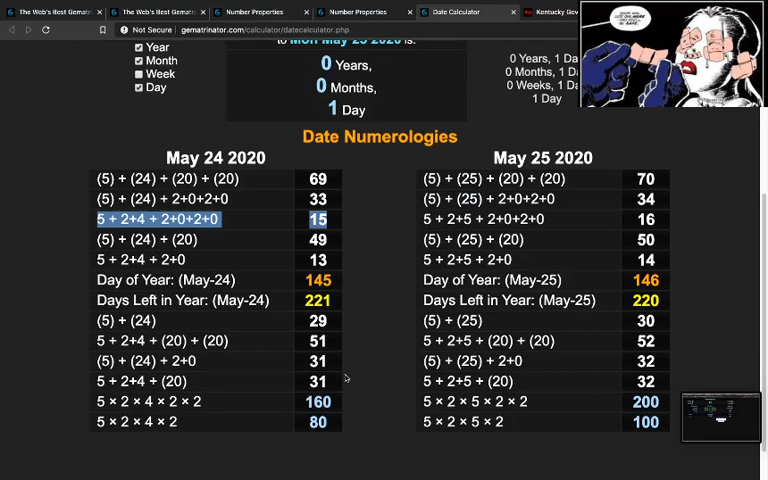 The Web's Best Gematri
The Web's Best Gematri
Number Properties
Number Properties
Date Calculator
Kentucky Gov
Not Secure | gematrinator.com/calculator/datecalculator.php
Year
Month
Week
Day
to Mon May 25 2020 is:
0 Years,
0 Months,
1 Day
0 Years, 1 Da
0 Months, 1 D
0 Weeks, 1 Da
1 Day
Date Numerologies
May 24 2020
(5) + (24) + (20) + (20) 69
(5) + (24) + 2+0+2+0 33
5 + 2+4 + 2+0+2+0 15
(5) + (24) + (20) 49
5 + 2+4 + 2+0 13
Day of Year: (May-24) 145
Days Left in Year: (May-24) 221
(5) + (24) 29
5 + 2+4 + (20) + (20) 51
(5) + (24) + 2+0 31
5 + 2+4 + (20) 31
5 × 2 × 4 × 2 × 2 160
5 × 2 × 4 × 2 80
May 25 2020
(5) + (25) + (20) + (20) 70
(5) + (25) + 2+0+2+0 34
5 + 2+5 + 2+0+2+0 16
(5) + (25) + (20) 50
5 + 2+5 + 2+0 14
Day of Year: (May-25) 146
Days Left in Year: (May-25) 220
(5) + (25) 30
5 + 2+5 + (20) + (20) 52
(5) + (25) + 2+0 32
5 + 2+5 + (20) 32
5 × 2 × 5 × 2 × 2 200
5 × 2 × 5 × 2 100